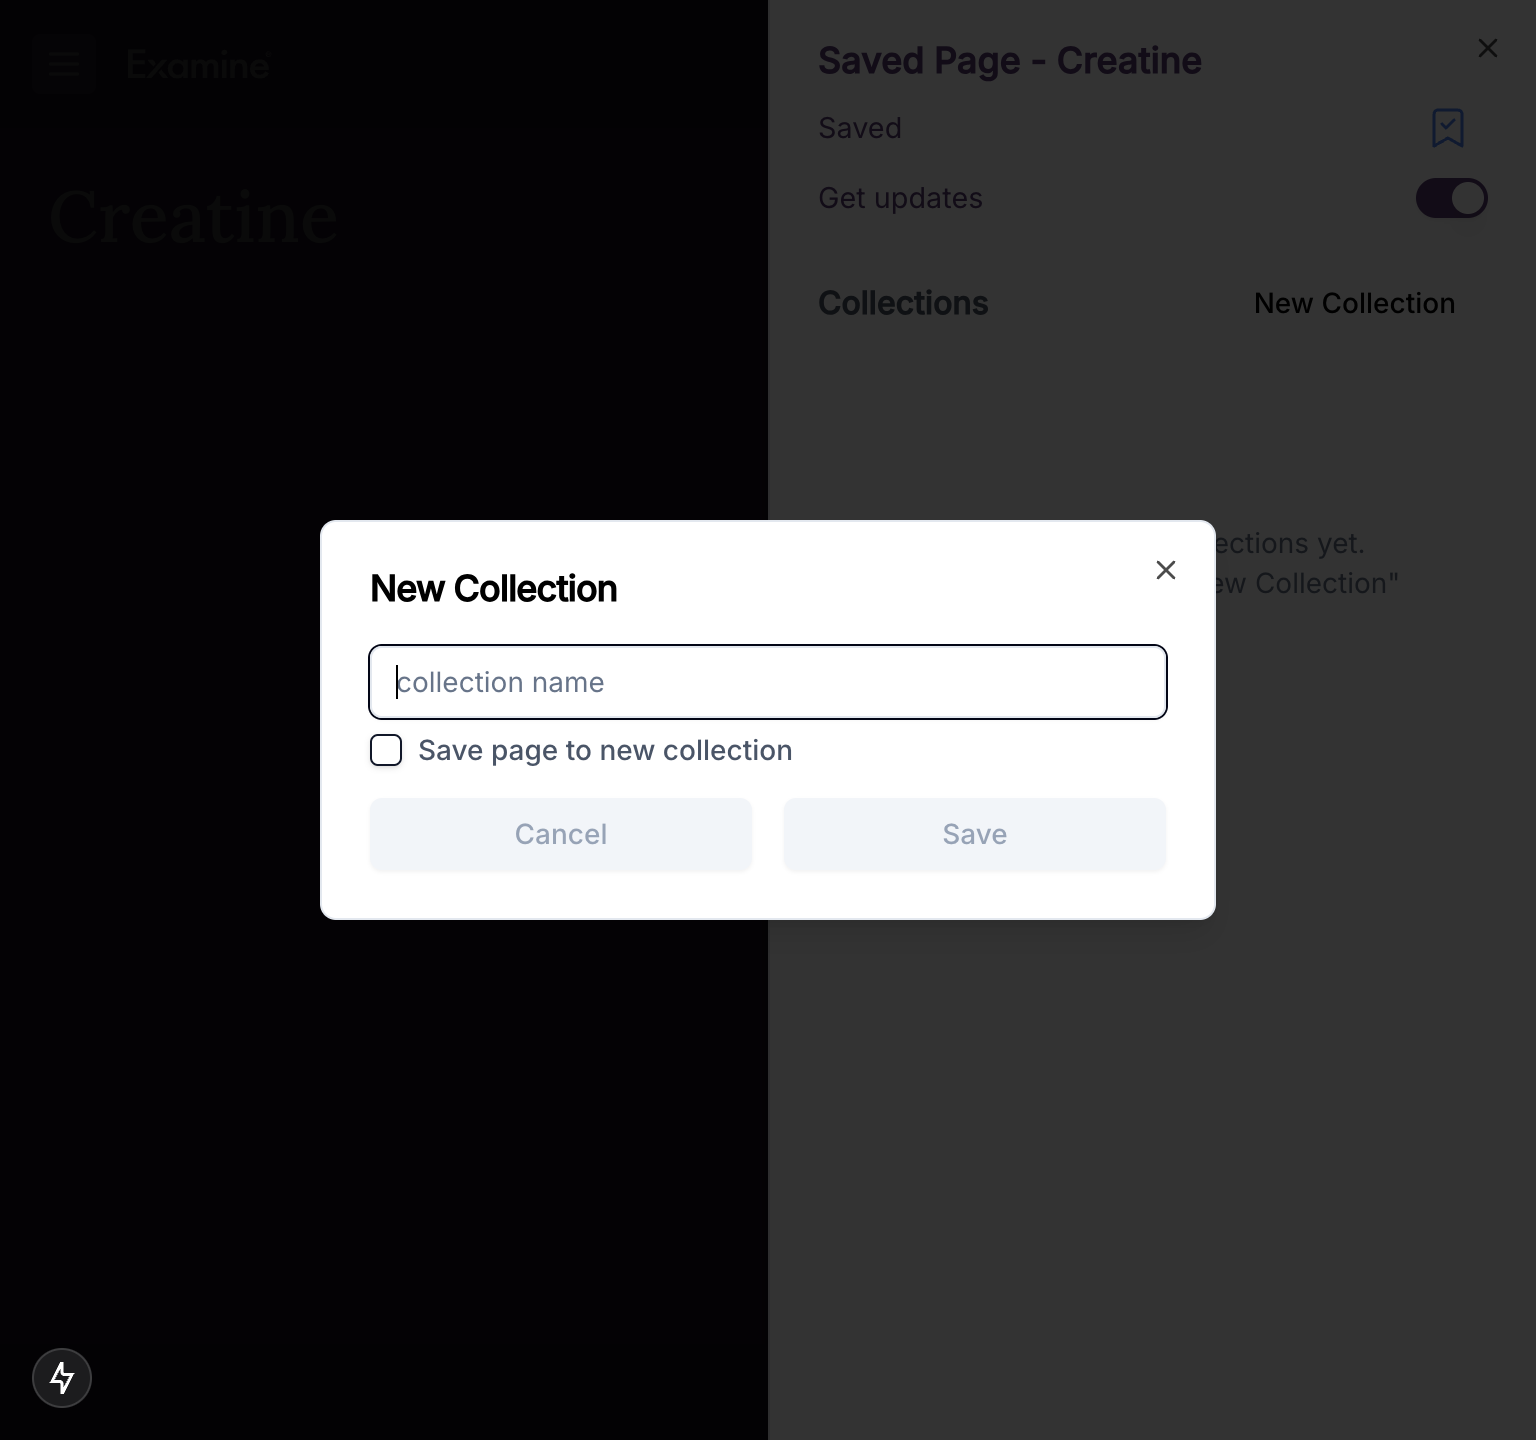 Examine
Creatine
Saved Page - Creatine
Saved
Get updates
Collections
New Collection
ections yet.
ew Collection"
New Collection
collection name
Save page to new collection
Cancel
Save